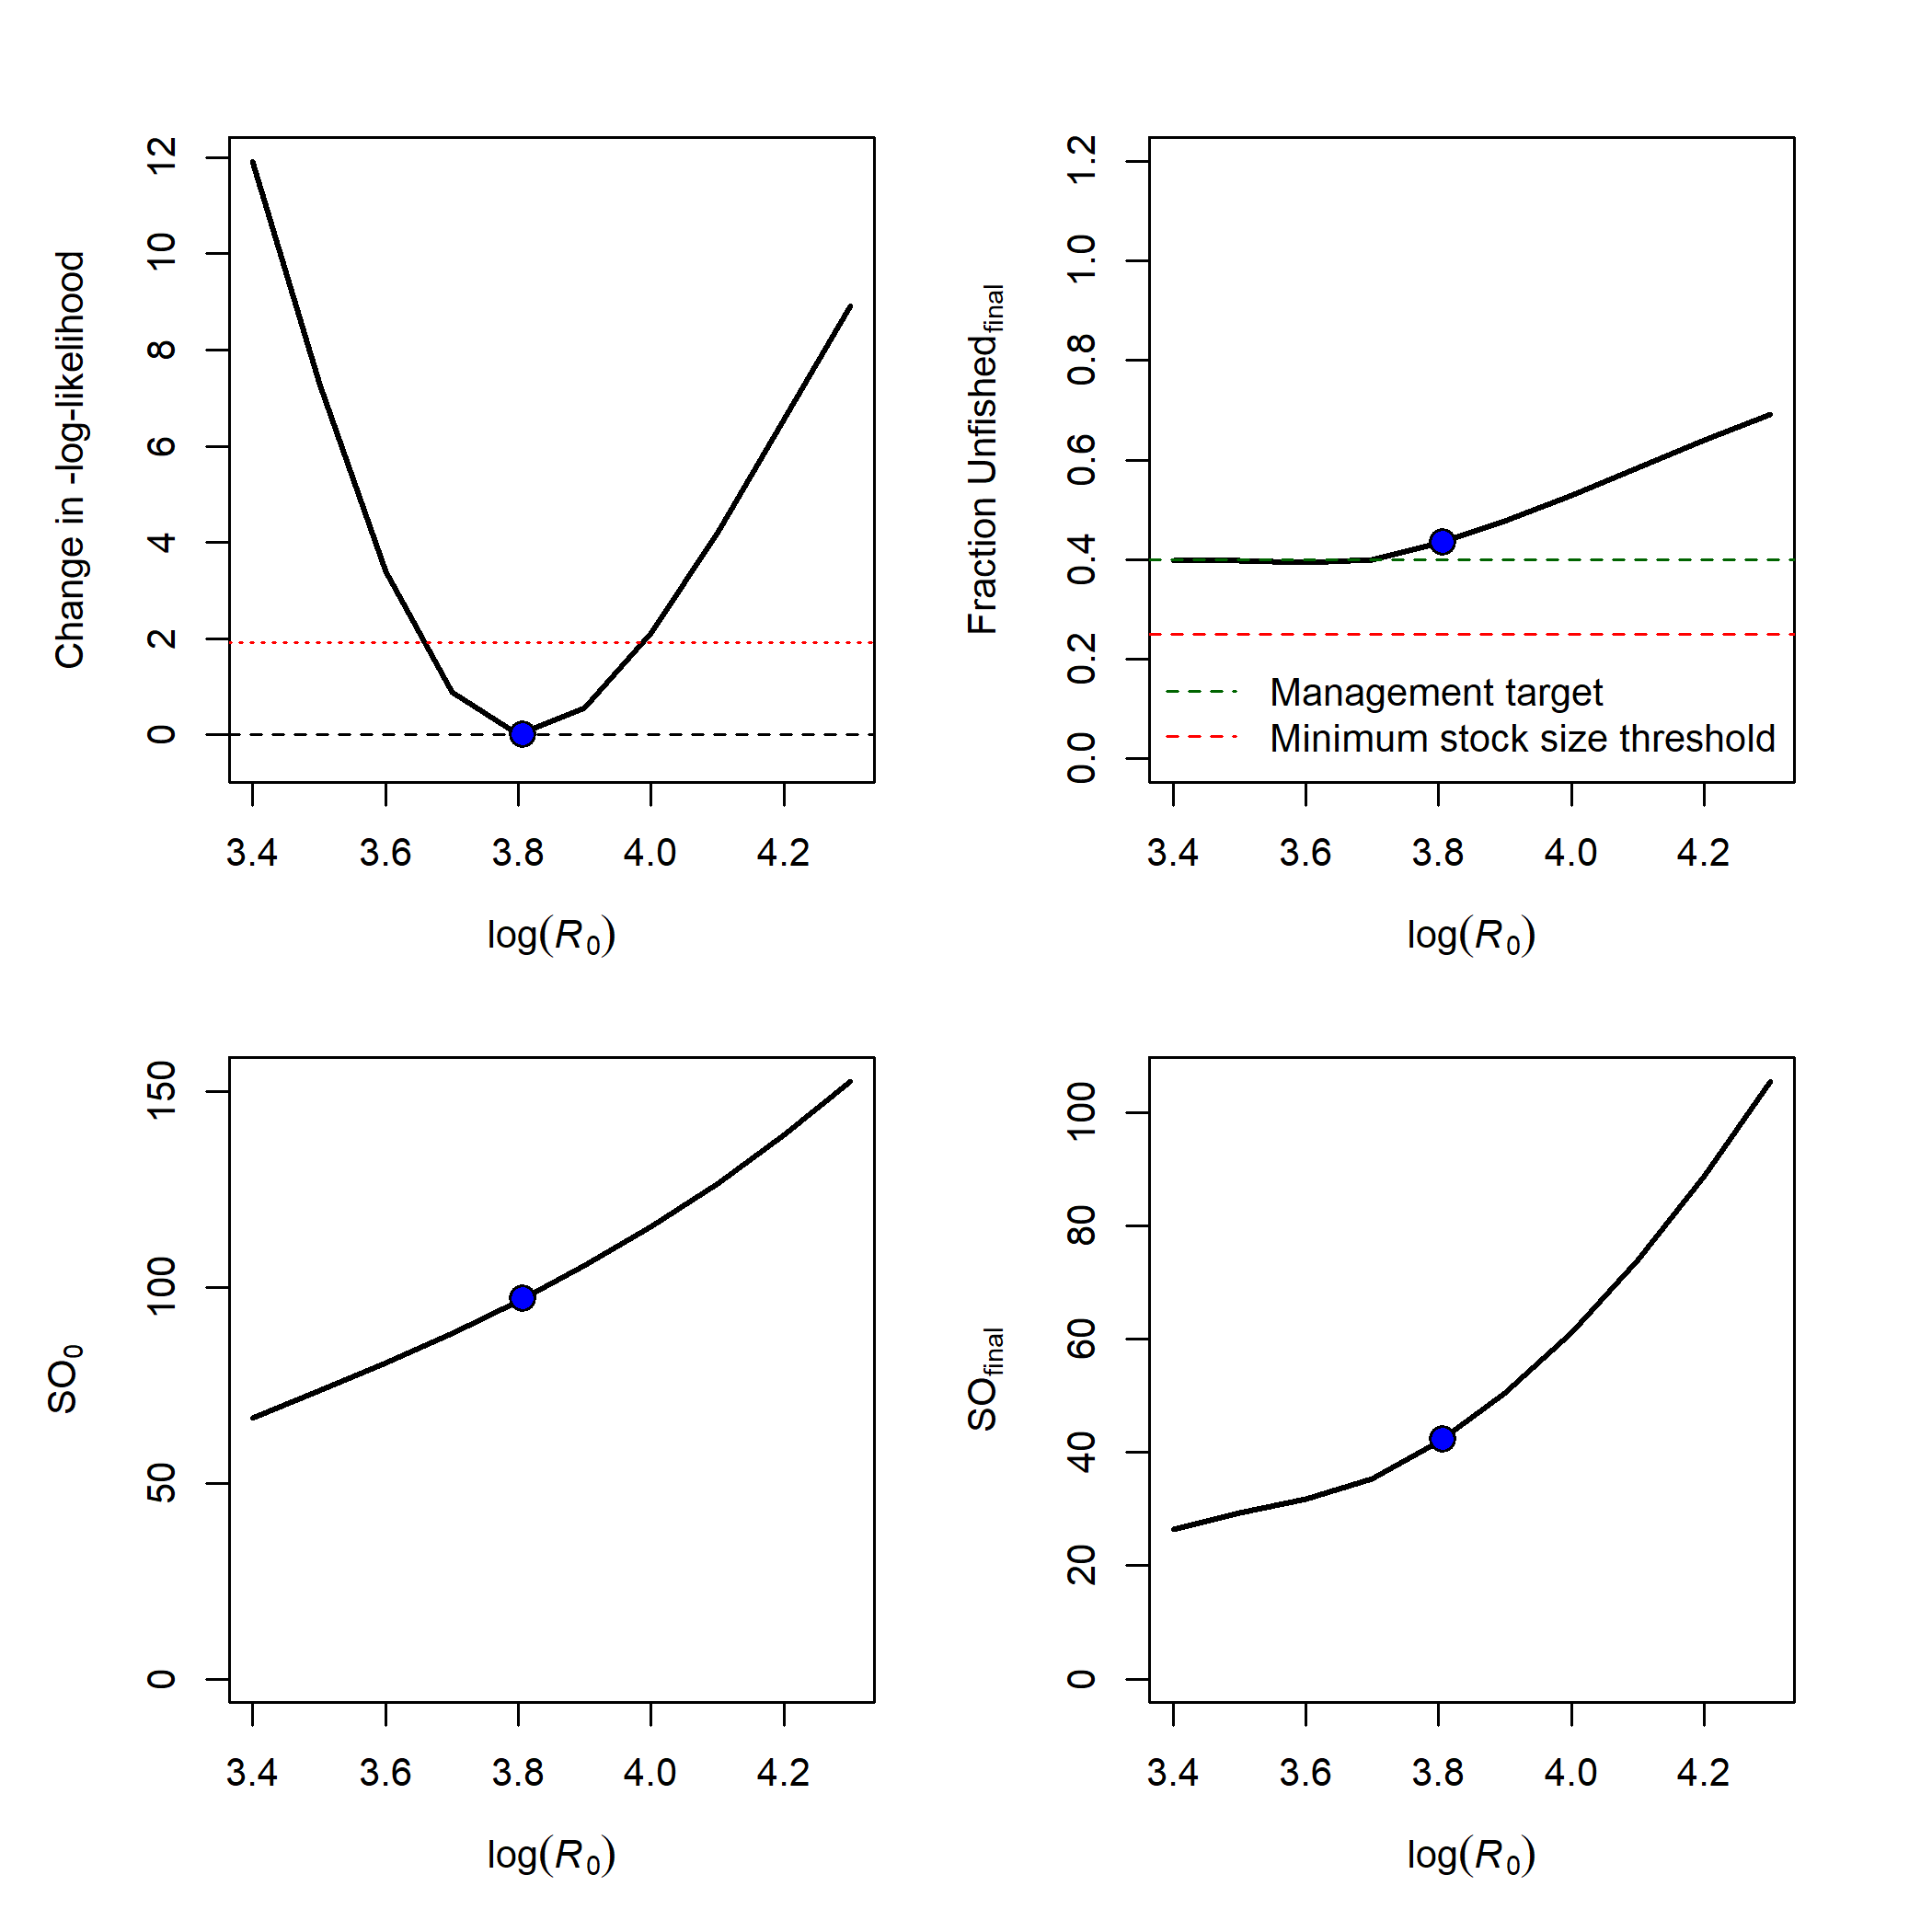 Change in -log-likelihood
12
10
8
6
4
2
0
3.4 3.6 3.8 4.0 4.2
log(R0)
Fraction Unfishedfinal
1.2
1.0
0.8
0.6
0.4
0.2
0.0
Management target
Minimum stock size threshold
3.4 3.6 3.8 4.0 4.2
log(R0)
SO0
150
100
50
0
3.4 3.6 3.8 4.0 4.2
log(R0)
SOfinal
100
80
60
40
20
0
3.4 3.6 3.8 4.0 4.2
log(R0)